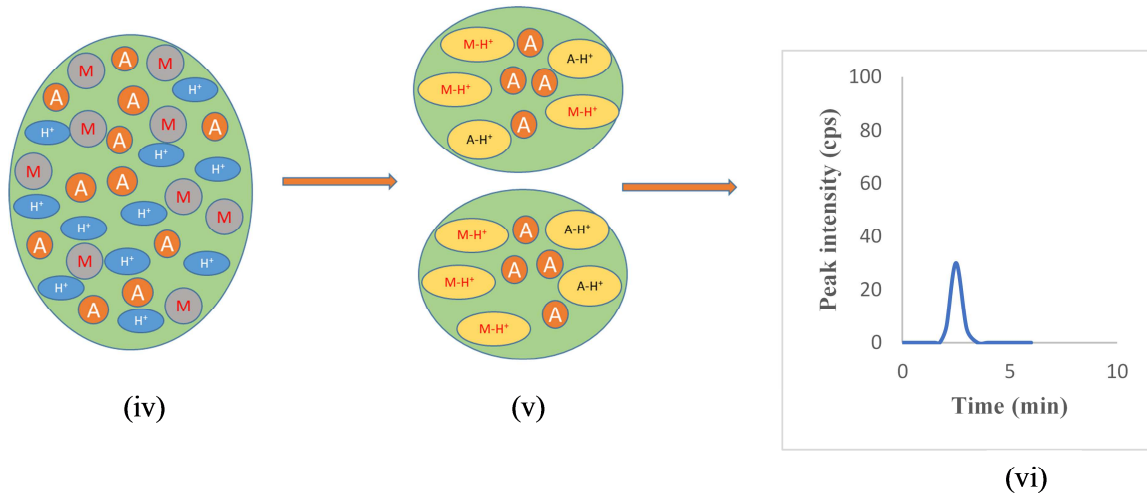 M A M
A A H⁺
H⁺ M A M A
H⁺
M H⁺
A A M
H⁺ H⁺ M
H⁺
A A
M H⁺ H⁺
H⁺ A
A H⁺ M
(iv)
M-H⁺ A A-H⁺
M-H⁺ A A
M-H⁺
A-H⁺ A
M-H⁺ A A-H⁺
M-H⁺ A A A-H⁺
M-H⁺ A
(v)
Peak intensity (cps)
100
80
60
40
20
0
0 5 10
Time (min)
(vi)